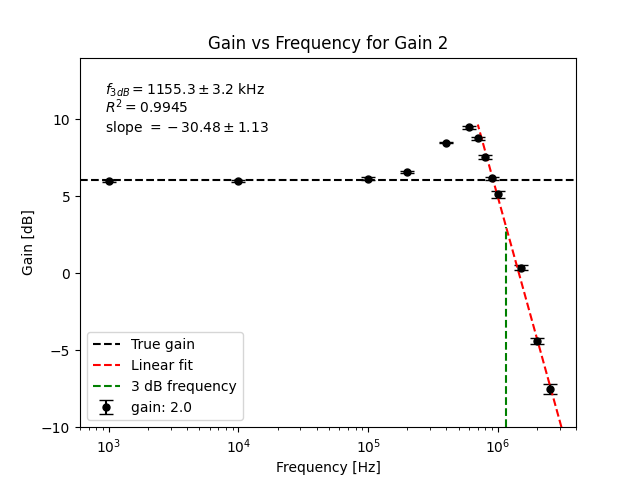 Gain vs Frequency for Gain 2
f3dB = 1155.3 ± 3.2 kHz
R² = 0.9945
slope = −30.48 ± 1.13
10
5
0
−5
−10
Gain [dB]
True gain
Linear fit
3 dB frequency
gain: 2.0
10³ 10⁴ 10⁵ 10⁶
Frequency [Hz]